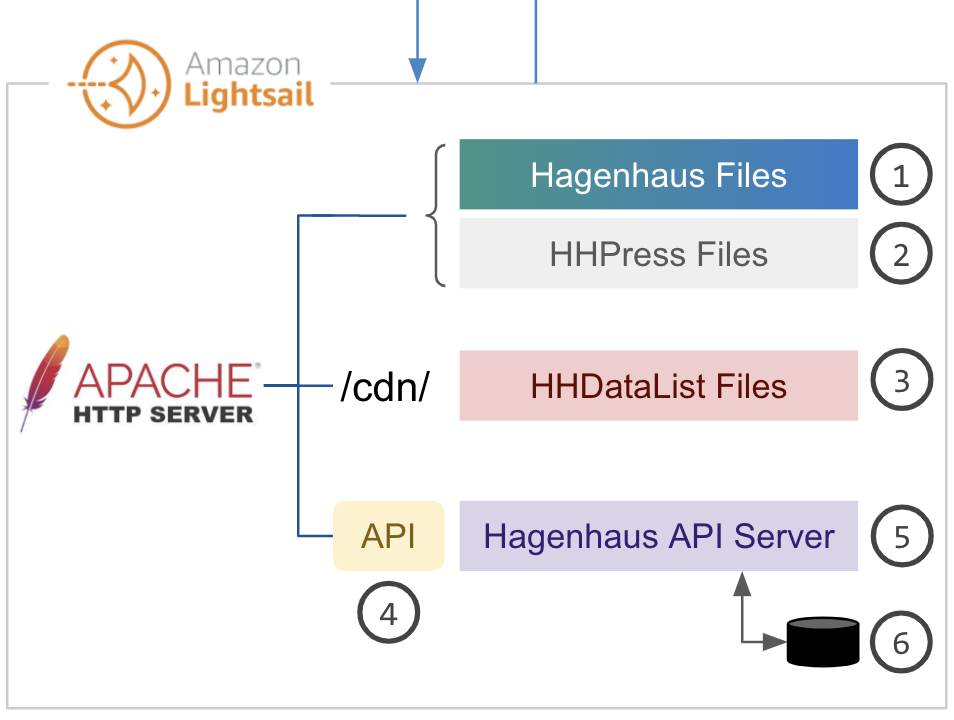 Amazon
Lightsail
Hagenhaus Files
1
HHPress Files
2
APACHE®
HTTP SERVER
/cdn/
HHDataList Files
3
API
Hagenhaus API Server
5
4
6